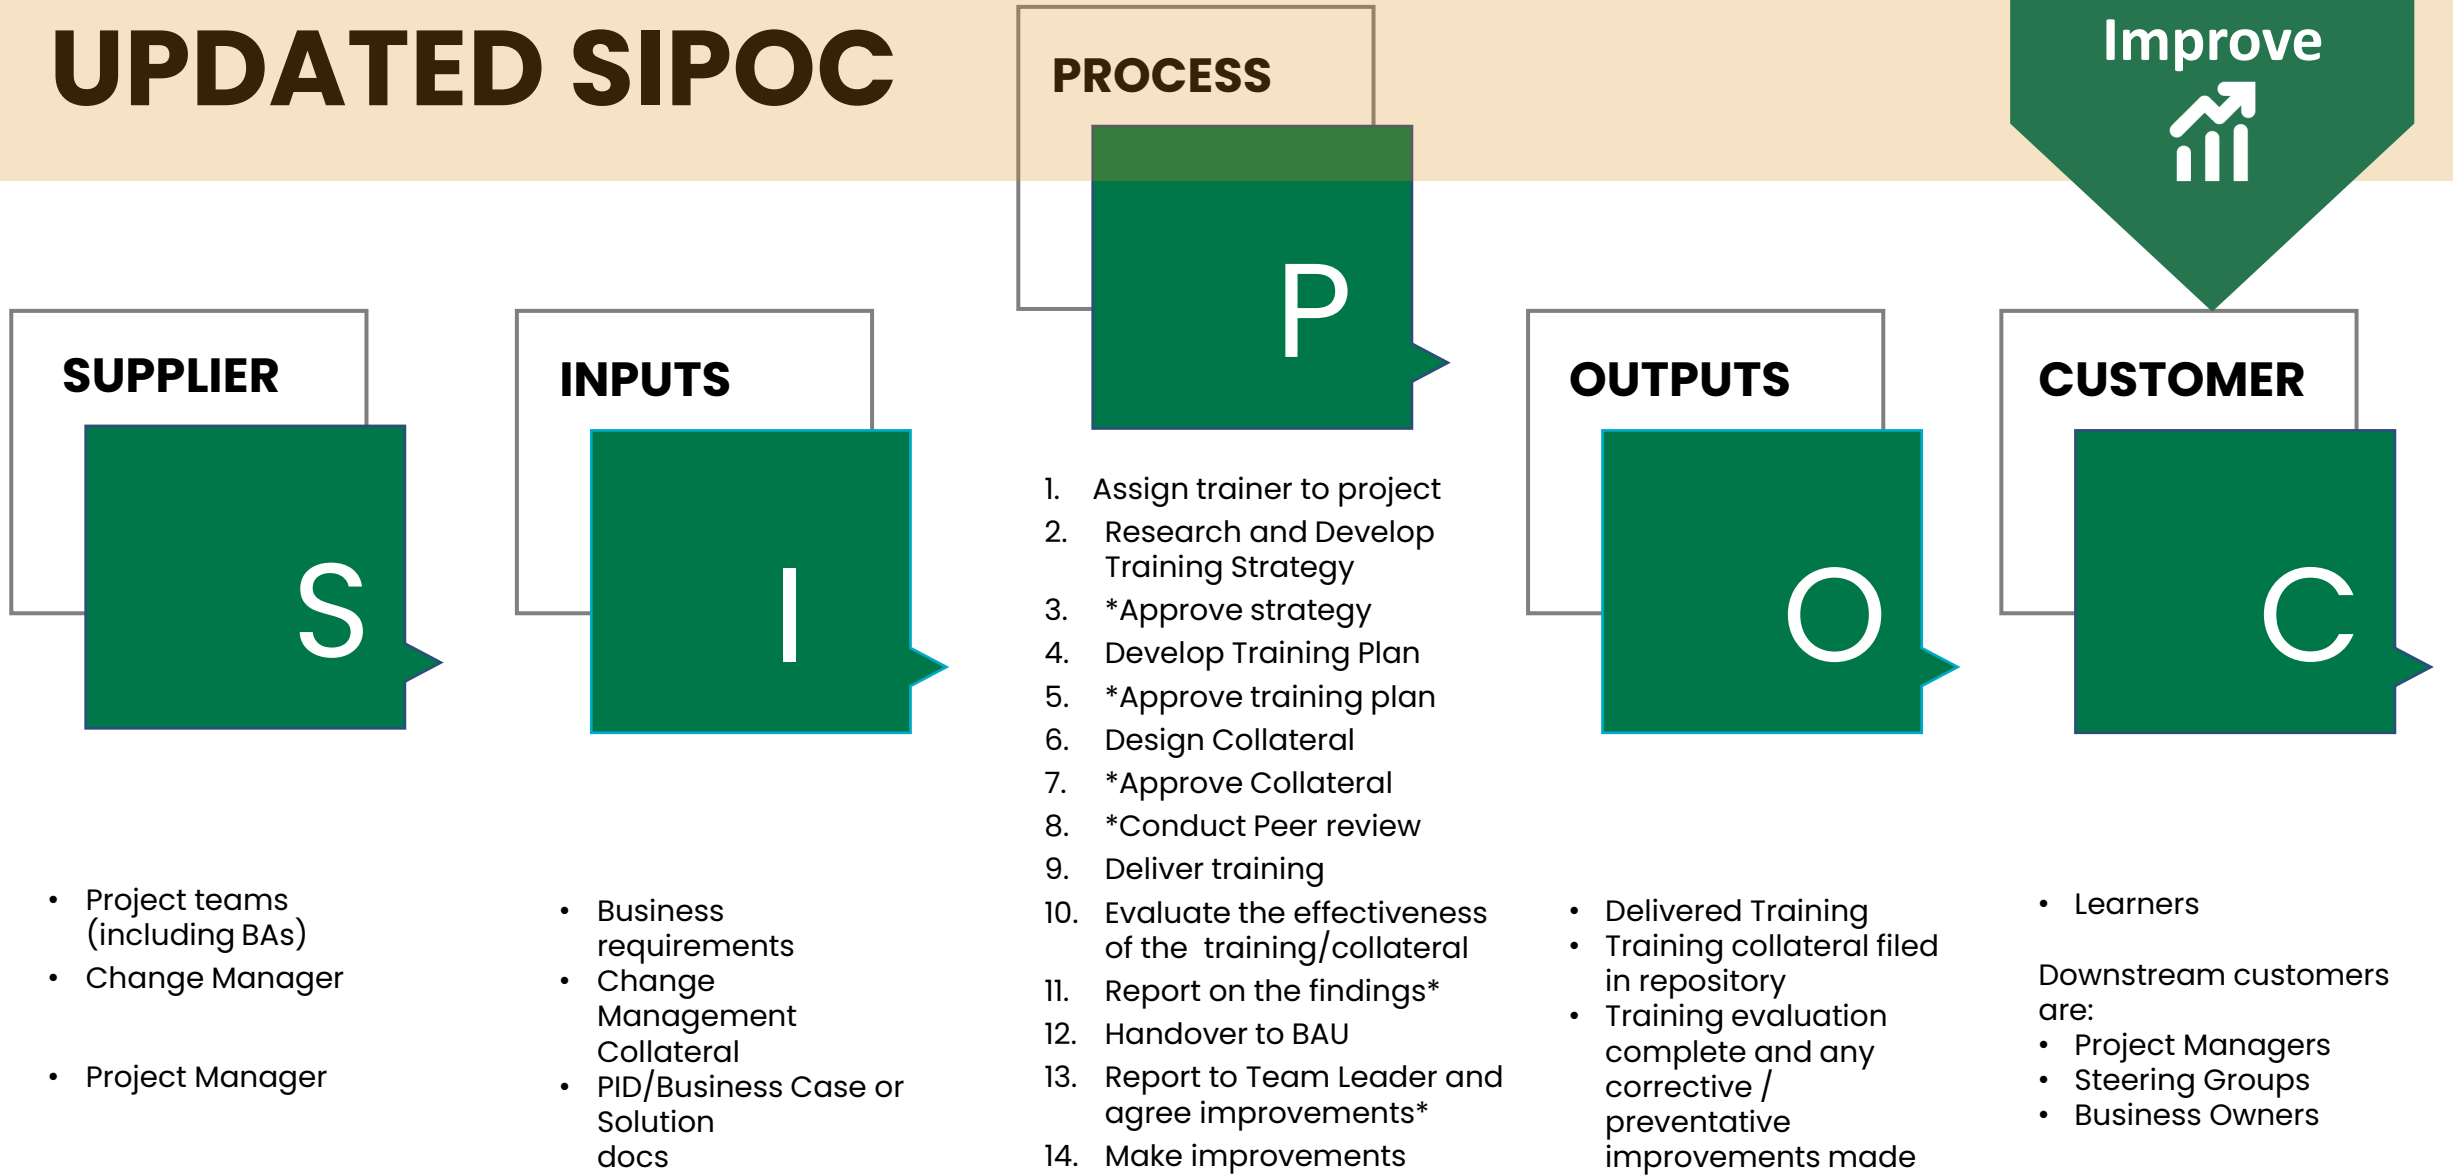 UPDATED SIPOC
Improve
SUPPLIER
S
• Project teams
(including BAs)
• Change Manager
• Project Manager
INPUTS
I
• Business
requirements
• Change
Management
Collateral
• PID/Business Case or
Solution
docs
PROCESS
P
1. Assign trainer to project
2. Research and Develop
Training Strategy
3. *Approve strategy
4. Develop Training Plan
5. *Approve training plan
6. Design Collateral
7. *Approve Collateral
8. *Conduct Peer review
9. Deliver training
10. Evaluate the effectiveness
of the training/collateral
11. Report on the findings*
12. Handover to BAU
13. Report to Team Leader and
agree improvements*
14. Make improvements
OUTPUTS
O
• Delivered Training
• Training collateral filed
in repository
• Training evaluation
complete and any
corrective /
preventative
improvements made
CUSTOMER
C
• Learners
Downstream customers
are:
• Project Managers
• Steering Groups
• Business Owners